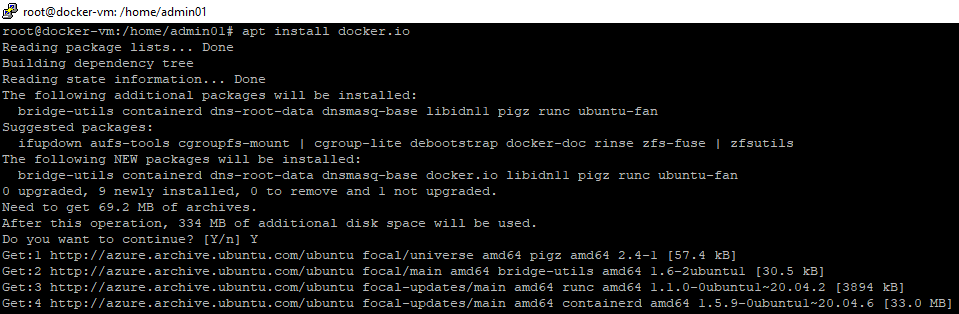 root@docker-vm: /home/admin01
root@docker-vm:/home/admin01# apt install docker.io
Reading package lists... Done
Building dependency tree
Reading state information... Done
The following additional packages will be installed:
  bridge-utils containerd dns-root-data dnsmasq-base libidn11 pigz runc ubuntu-fan
Suggested packages:
  ifupdown aufs-tools cgroupfs-mount | cgroup-lite debootstrap docker-doc rinse zfs-fuse | zfsutils
The following NEW packages will be installed:
  bridge-utils containerd dns-root-data dnsmasq-base docker.io libidn11 pigz runc ubuntu-fan
0 upgraded, 9 newly installed, 0 to remove and 1 not upgraded.
Need to get 69.2 MB of archives.
After this operation, 334 MB of additional disk space will be used.
Do you want to continue? [Y/n] Y
Get:1 http://azure.archive.ubuntu.com/ubuntu focal/universe amd64 pigz amd64 2.4-1 [57.4 kB]
Get:2 http://azure.archive.ubuntu.com/ubuntu focal/main amd64 bridge-utils amd64 1.6-2ubuntu1 [30.5 kB]
Get:3 http://azure.archive.ubuntu.com/ubuntu focal-updates/main amd64 runc amd64 1.1.0-0ubuntu1~20.04.2 [3894 kB]
Get:4 http://azure.archive.ubuntu.com/ubuntu focal-updates/main amd64 containerd amd64 1.5.9-0ubuntu1~20.04.6 [33.0 MB]